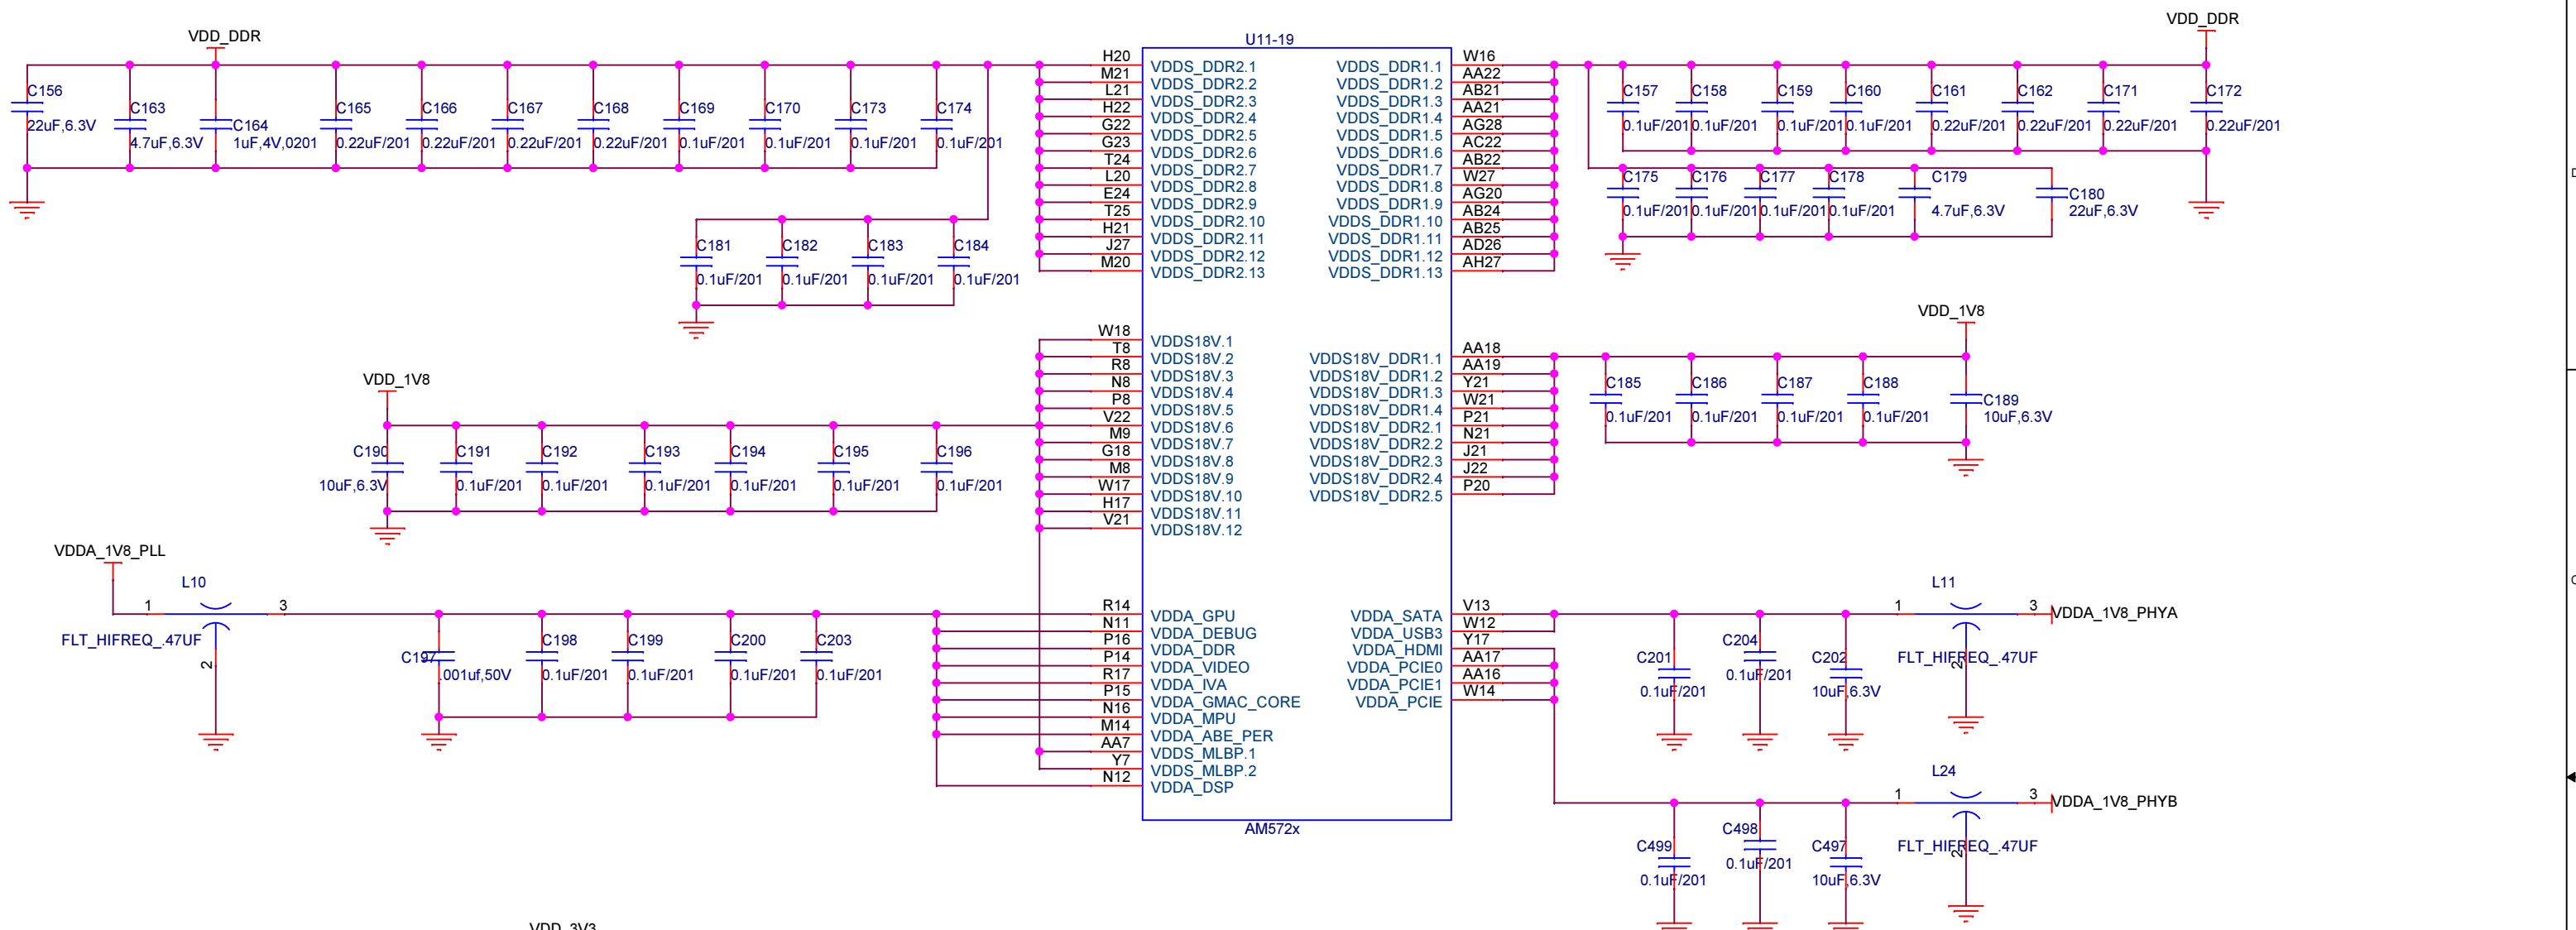 VDD_DDR
C156
22uF,6.3V
C163
4.7uF,6.3V
C164
1uF,4V,0201
C165
0.22uF/201
C166
0.22uF/201
C167
0.22uF/201
C168
0.22uF/201
C169
0.1uF/201
C170
0.1uF/201
C173
0.1uF/201
C174
0.1uF/201
C181
0.1uF/201
C182
0.1uF/201
C183
0.1uF/201
C184
0.1uF/201
VDD_1V8
C190
10uF,6.3V
C191
0.1uF/201
C192
0.1uF/201
C193
0.1uF/201
C194
0.1uF/201
C195
0.1uF/201
C196
0.1uF/201
VDDA_1V8_PLL
L10
1
3
FLT_HIFREQ_.47UF
2
C197
.001uf,50V
C198
0.1uF/201
C199
0.1uF/201
C200
0.1uF/201
C203
0.1uF/201
VDD_3V3
U11-19
H20 VDDS_DDR2.1
M21 VDDS_DDR2.2
L21 VDDS_DDR2.3
H22 VDDS_DDR2.4
G22 VDDS_DDR2.5
G23 VDDS_DDR2.6
T24 VDDS_DDR2.7
L20 VDDS_DDR2.8
E24 VDDS_DDR2.9
T25 VDDS_DDR2.10
H21 VDDS_DDR2.11
J27 VDDS_DDR2.12
M20 VDDS_DDR2.13
W18 VDDS18V.1
T8 VDDS18V.2
R8 VDDS18V.3
N8 VDDS18V.4
P8 VDDS18V.5
V22 VDDS18V.6
M9 VDDS18V.7
G18 VDDS18V.8
M8 VDDS18V.9
W17 VDDS18V.10
H17 VDDS18V.11
V21 VDDS18V.12
R14 VDDA_GPU
N11 VDDA_DEBUG
P16 VDDA_DDR
P14 VDDA_VIDEO
R17 VDDA_IVA
P15 VDDA_GMAC_CORE
N16 VDDA_MPU
M14 VDDA_ABE_PER
AA7 VDDS_MLBP.1
Y7 VDDS_MLBP.2
N12 VDDA_DSP
VDDS_DDR1.1 W16
VDDS_DDR1.2 AA22
VDDS_DDR1.3 AB21
VDDS_DDR1.4 AA21
VDDS_DDR1.5 AG28
VDDS_DDR1.6 AC22
VDDS_DDR1.7 AB22
VDDS_DDR1.8 W27
VDDS_DDR1.9 AG20
VDDS_DDR1.10 AB24
VDDS_DDR1.11 AB25
VDDS_DDR1.12 AD26
VDDS_DDR1.13 AH27
VDDS18V_DDR1.1 AA18
VDDS18V_DDR1.2 AA19
VDDS18V_DDR1.3 Y21
VDDS18V_DDR1.4 W21
VDDS18V_DDR2.1 P21
VDDS18V_DDR2.2 N21
VDDS18V_DDR2.3 J21
VDDS18V_DDR2.4 J22
VDDS18V_DDR2.5 P20
VDDA_SATA V13
VDDA_USB3 W12
VDDA_HDMI Y17
VDDA_PCIE0 AA17
VDDA_PCIE1 AA16
VDDA_PCIE W14
AM572x
VDD_DDR
C157
0.1uF/201
C158
0.1uF/201
C159
0.1uF/201
C160
0.1uF/201
C161
0.22uF/201
C162
0.22uF/201
C171
0.22uF/201
C172
0.22uF/201
C175
0.1uF/201
C176
0.1uF/201
C177
0.1uF/201
C178
0.1uF/201
C179
4.7uF,6.3V
C180
22uF,6.3V
VDD_1V8
C185
0.1uF/201
C186
0.1uF/201
C187
0.1uF/201
C188
0.1uF/201
C189
10uF,6.3V
C201
0.1uF/201
C204
0.1uF/201
C202
10uF,6.3V
L11
1
3
VDDA_1V8_PHYA
FLT_HIFREQ_.47UF
2
C499
0.1uF/201
C498
0.1uF/201
C497
10uF,6.3V
L24
1
3
VDDA_1V8_PHYB
FLT_HIFREQ_.47UF
2